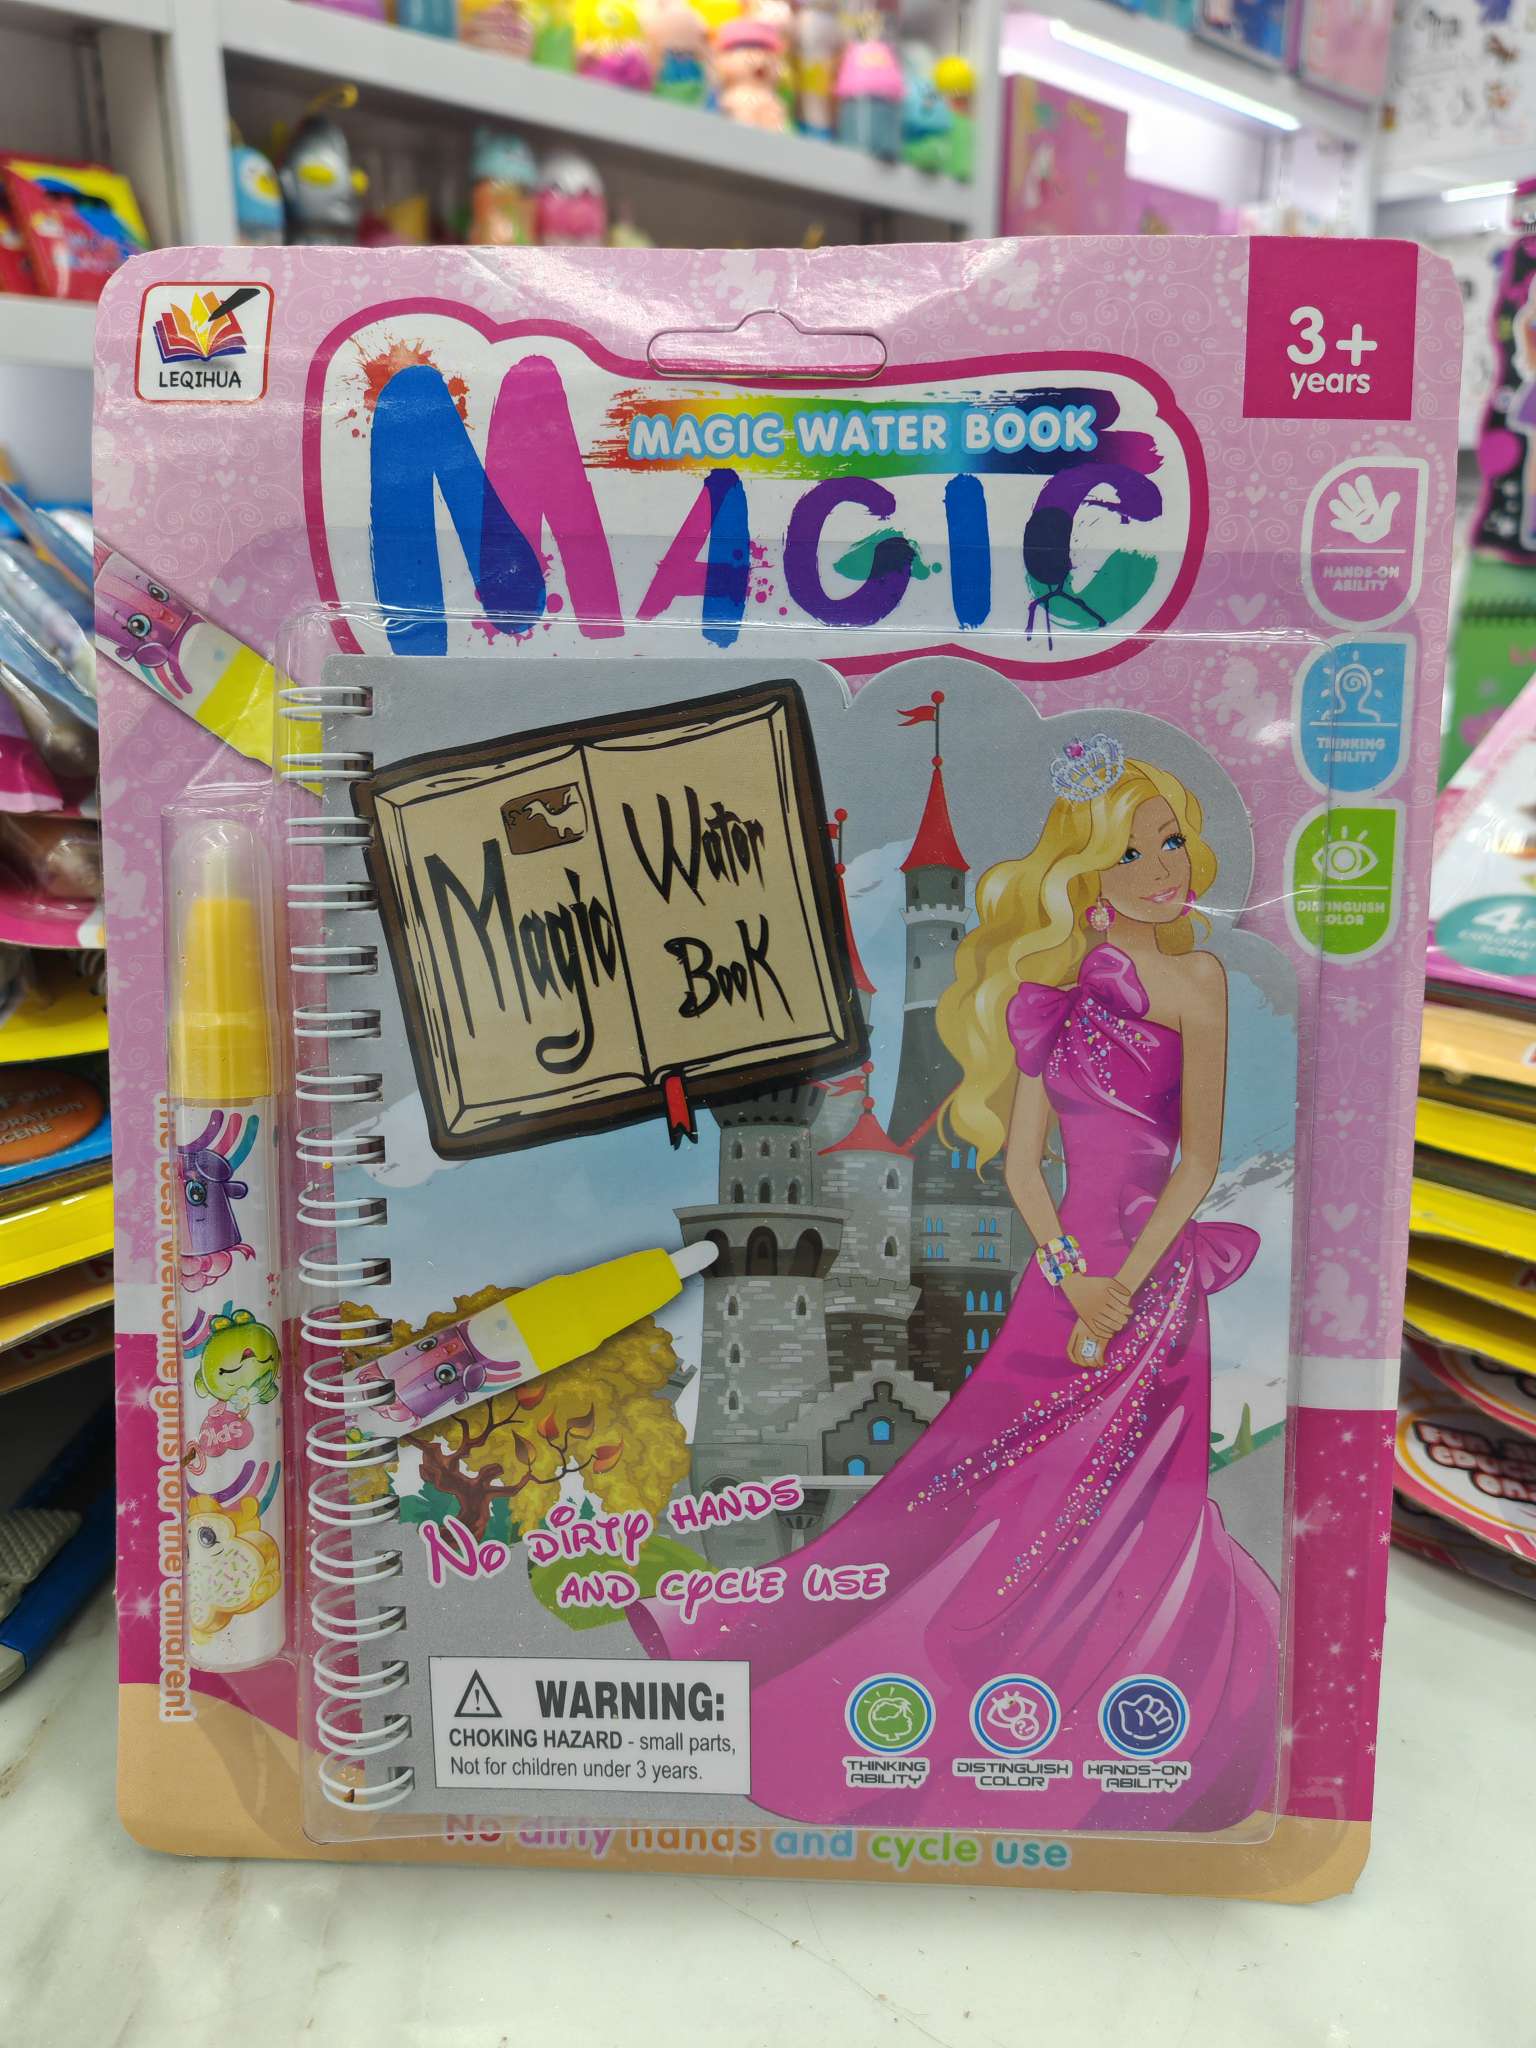 LEQIHUA
3+
years
MAGIC WATER BOOK
MAGIC
HANDS-ON
ABILITY
THINKING
ABILITY
DISTINGUISH
COLOR
Magic
Water
Book
The best welcome gifts for the children!
No DIRTY HANDS
AND CYCLE USE
WARNING:
CHOKING HAZARD - small parts,
Not for children under 3 years.
THINKING
ABILITY
DISTINGUISH
COLOR
HANDS-ON
ABILITY
No dirty hands and cycle use